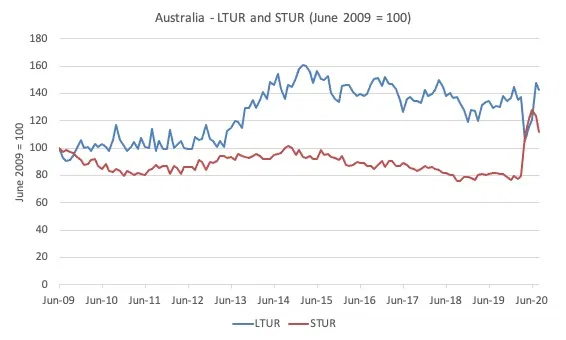 Australia - LTUR and STUR (June 2009 = 100)
180
160
140
120
100
80
60
40
20
0
June 2009 = 100
Jun-09 Jun-10 Jun-11 Jun-12 Jun-13 Jun-14 Jun-15 Jun-16 Jun-17 Jun-18 Jun-19 Jun-20
LTUR STUR